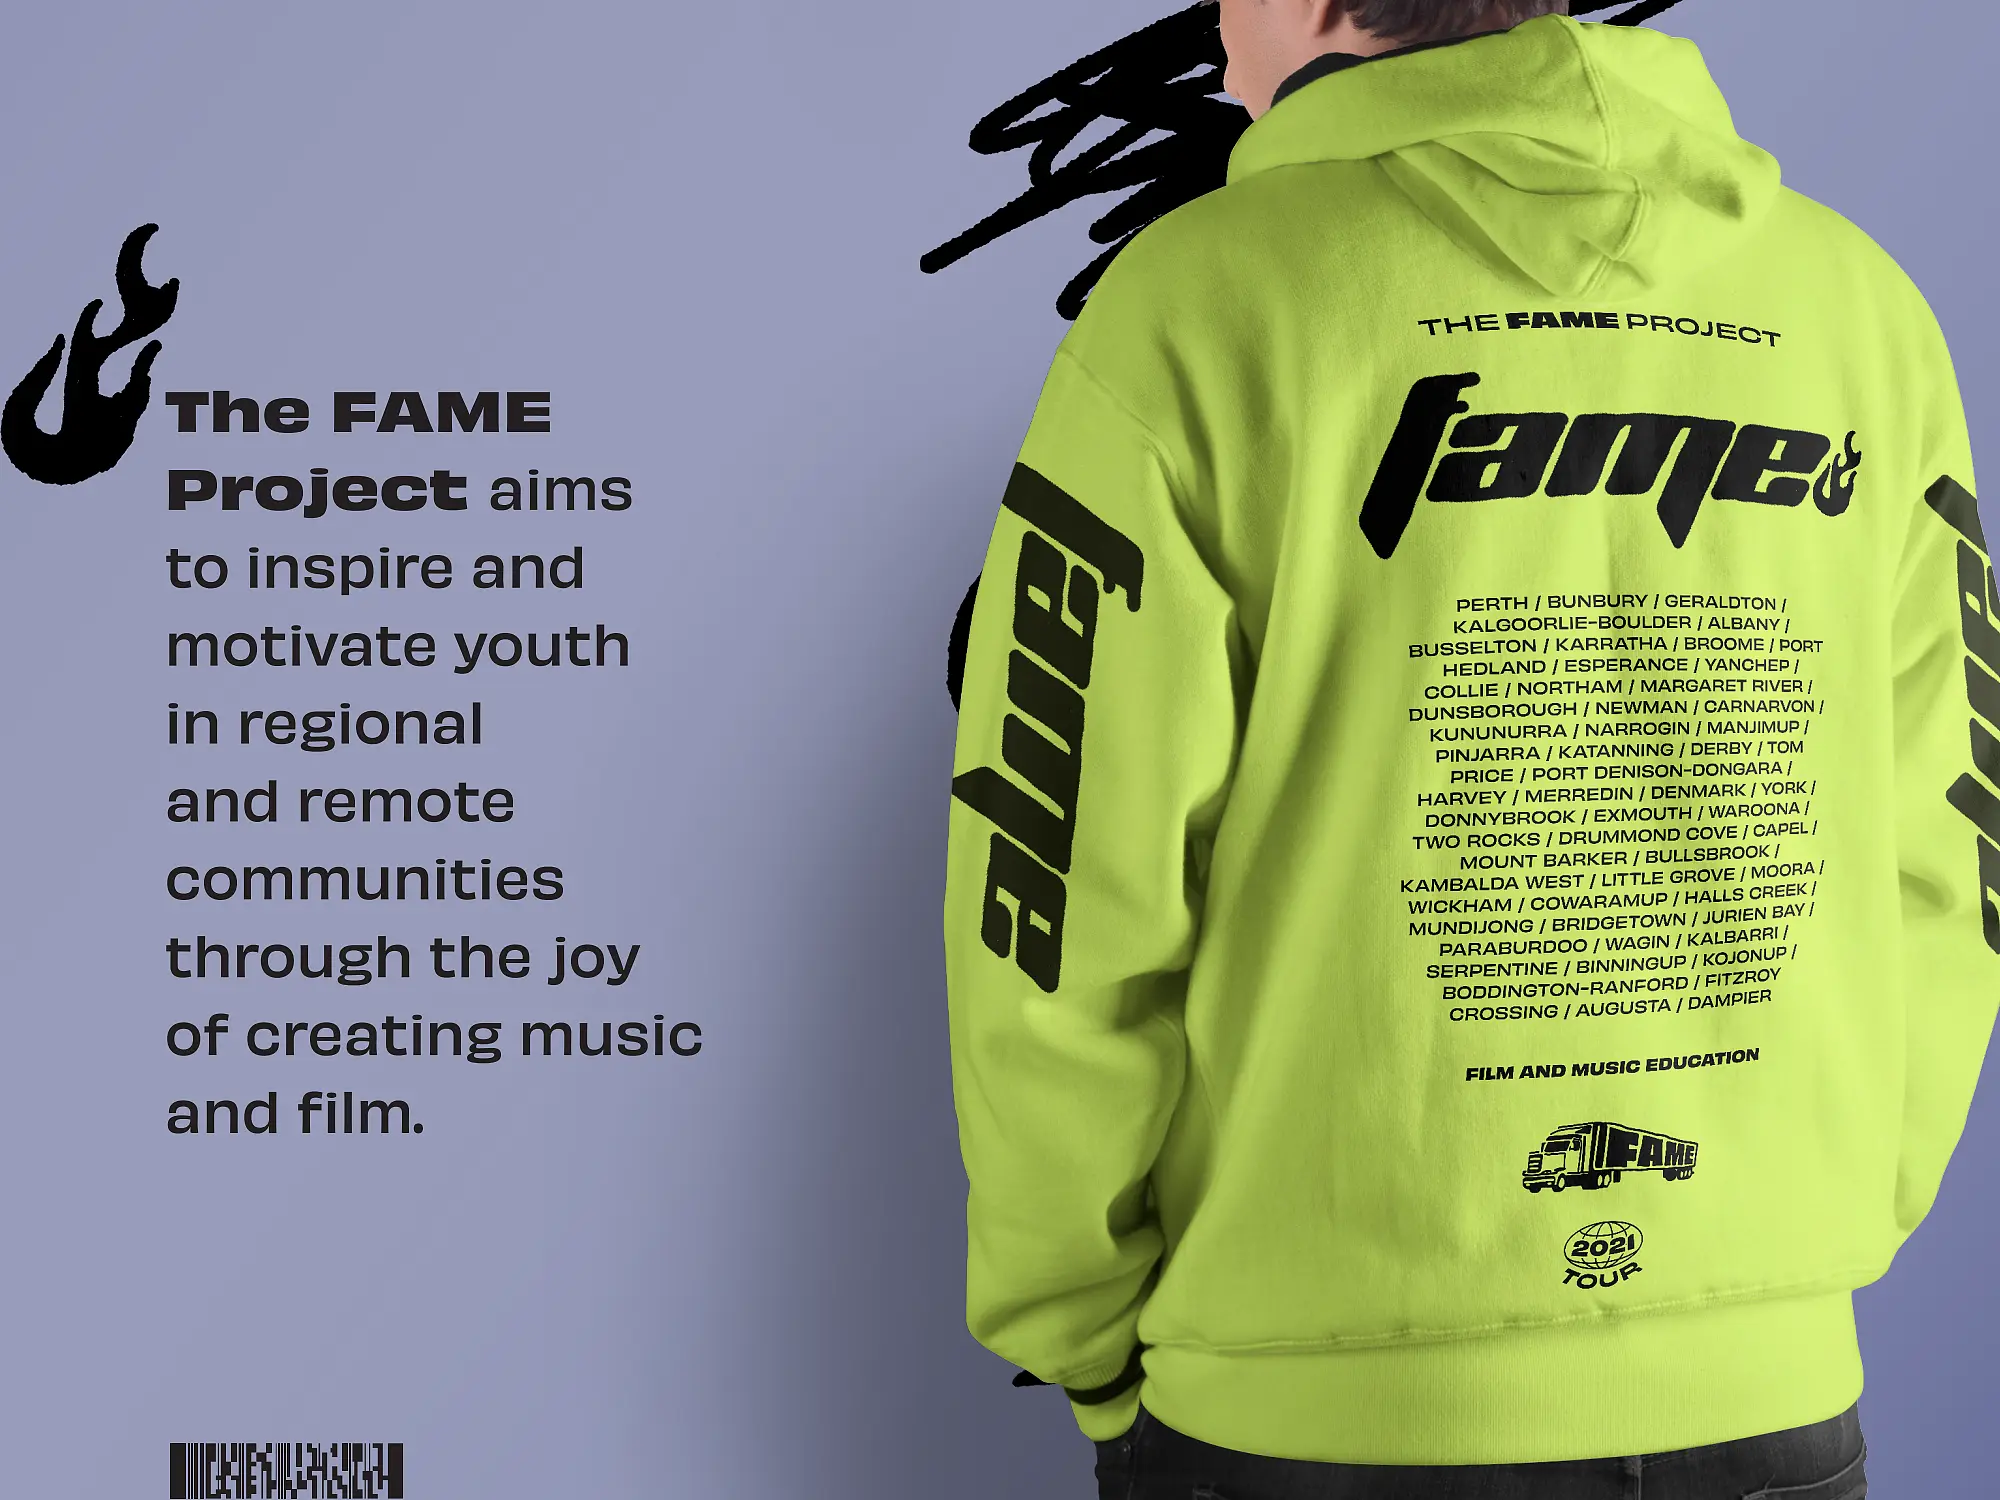 The FAME
Project aims
to inspire and
motivate youth
in regional
and remote
communities
through the joy
of creating music
and film.
THE FAME PROJECT
fame
PERTH / BUNBURY / GERALDTON /
KALGOORLIE-BOULDER / ALBANY /
BUSSELTON / KARRATHA / BROOME / PORT
HEDLAND / ESPERANCE / YANCHEP /
COLLIE / NORTHAM / MARGARET RIVER /
DUNSBOROUGH / NEWMAN / CARNARVON /
KUNUNURRA / NARROGIN / MANJIMUP /
PINJARRA / KATANNING / DERBY / TOM
PRICE / PORT DENISON-DONGARA /
HARVEY / MERREDIN / DENMARK / YORK /
DONNYBROOK / EXMOUTH / WAROONA /
TWO ROCKS / DRUMMOND COVE / CAPEL /
MOUNT BARKER / BULLSBROOK /
KAMBALDA WEST / LITTLE GROVE / MOORA /
WICKHAM / COWARAMUP / HALLS CREEK /
MUNDIJONG / BRIDGETOWN / JURIEN BAY /
PARABURDOO / WAGIN / KALBARRI /
SERPENTINE / BINNINGUP / KOJONUP /
BODDINGTON-RANFORD / FITZROY
CROSSING / AUGUSTA / DAMPIER
FILM AND MUSIC EDUCATION
FAME
2021
TOUR
fame
fame